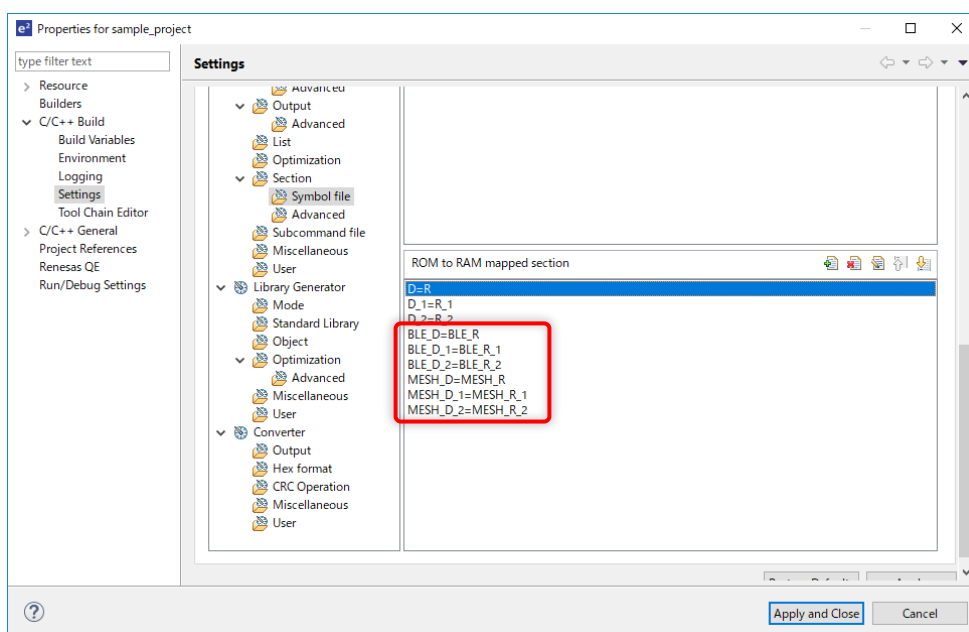 e² Properties for sample_project
type filter text
Settings
Resource
Builders
C/C++ Build
Build Variables
Environment
Logging
Settings
Tool Chain Editor
C/C++ General
Project References
Renesas QE
Run/Debug Settings
Advanced
Output
Advanced
List
Optimization
Section
Symbol file
Advanced
Subcommand file
Miscellaneous
User
Library Generator
Mode
Standard Library
Object
Optimization
Advanced
Miscellaneous
User
Converter
Output
Hex format
CRC Operation
Miscellaneous
User
ROM to RAM mapped section
D=R
D_1=R_1
D_2=R_2
BLE_D=BLE_R
BLE_D_1=BLE_R_1
BLE_D_2=BLE_R_2
MESH_D=MESH_R
MESH_D_1=MESH_R_1
MESH_D_2=MESH_R_2
Apply and Close
Cancel